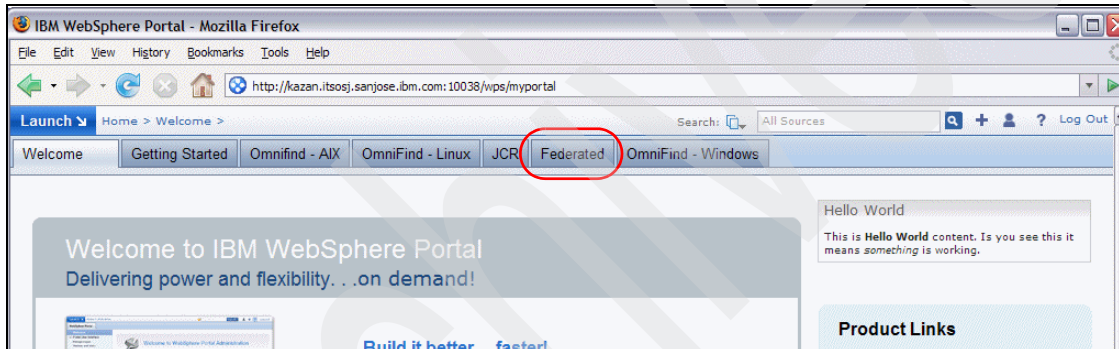 IBM WebSphere Portal - Mozilla Firefox
File Edit View History Bookmarks Tools Help
http://kazan.itsosj.sanjose.ibm.com:10038/wps/myportal
Launch Home > Welcome > Search: All Sources ? Log Out
Welcome Getting Started Omnifind - AIX OmniFind - Linux JCR Federated OmniFind - Windows
Hello World
This is Hello World content. Is you see this it
means something is working.
Welcome to IBM WebSphere Portal
Delivering power and flexibility. . .on demand!
Product Links
Build it better... faster!